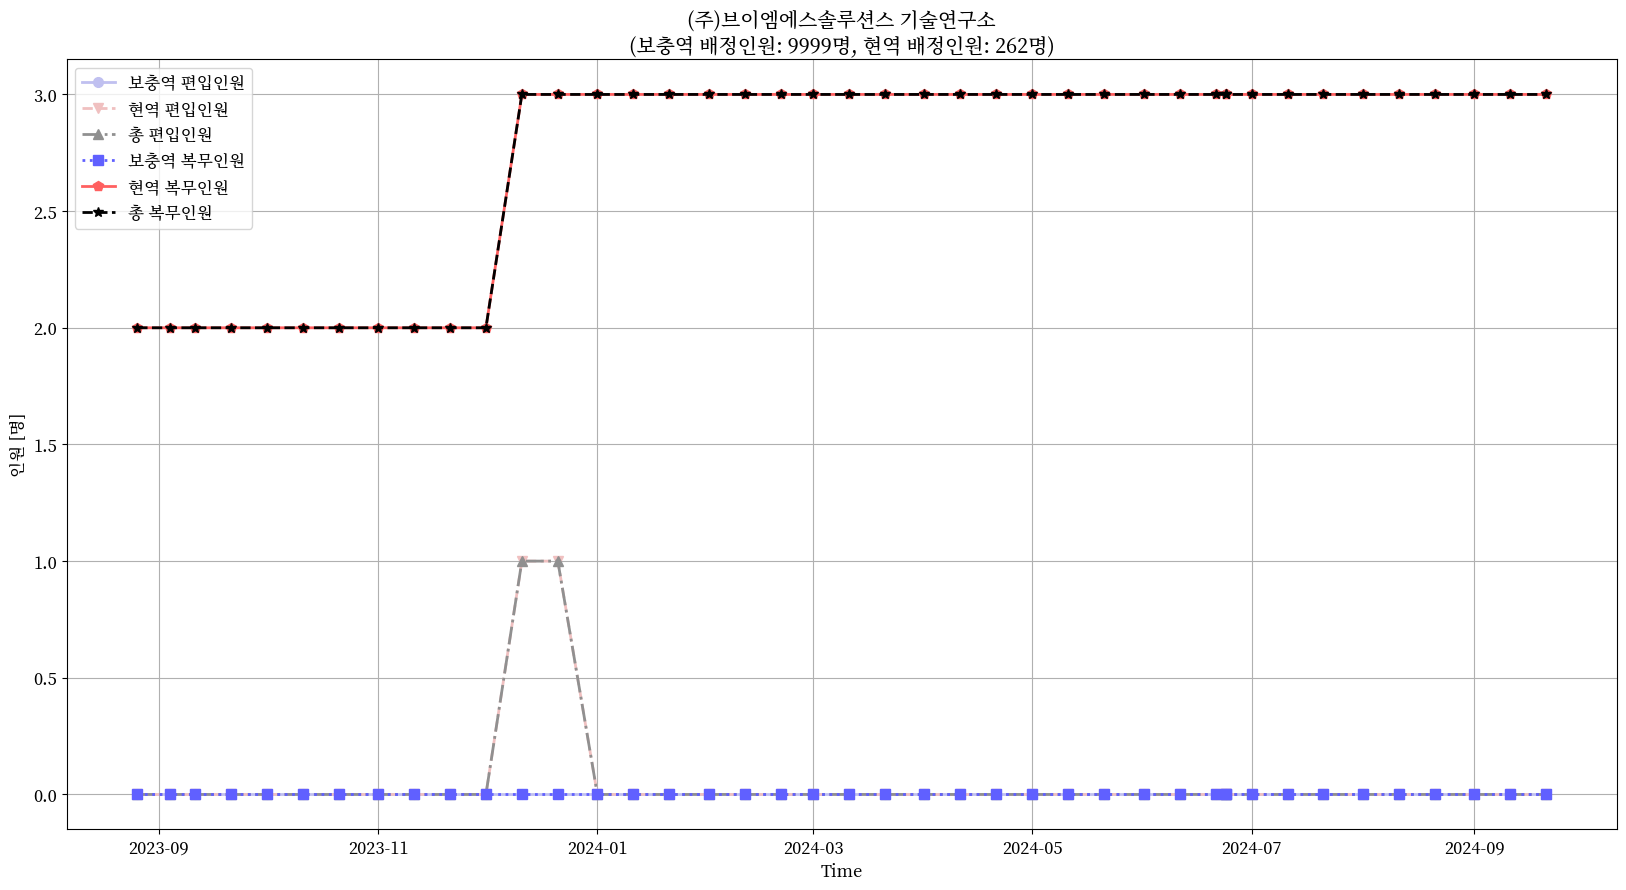 (주)브이엠에스솔루션스 기술연구소
(보충역 배정인원: 9999명, 현역 배정인원: 262명)
보충역 편입인원
현역 편입인원
총 편입인원
보충역 복무인원
현역 복무인원
총 복무인원
3.0
2.5
2.0
1.5
1.0
0.5
0.0
인원 [명]
2023-09
2023-11
2024-01
2024-03
2024-05
2024-07
2024-09
Time